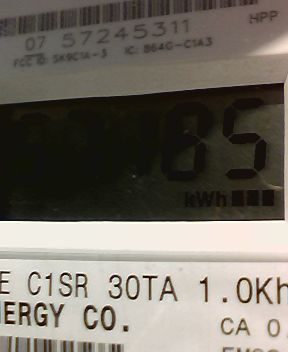 07 57245311
HPP
FCC ID: SK9C1A-3 IC: 864G-C1A3
85
kWh
E C1SR 30TA 1.0Kh
NERGY CO.
CA 0.